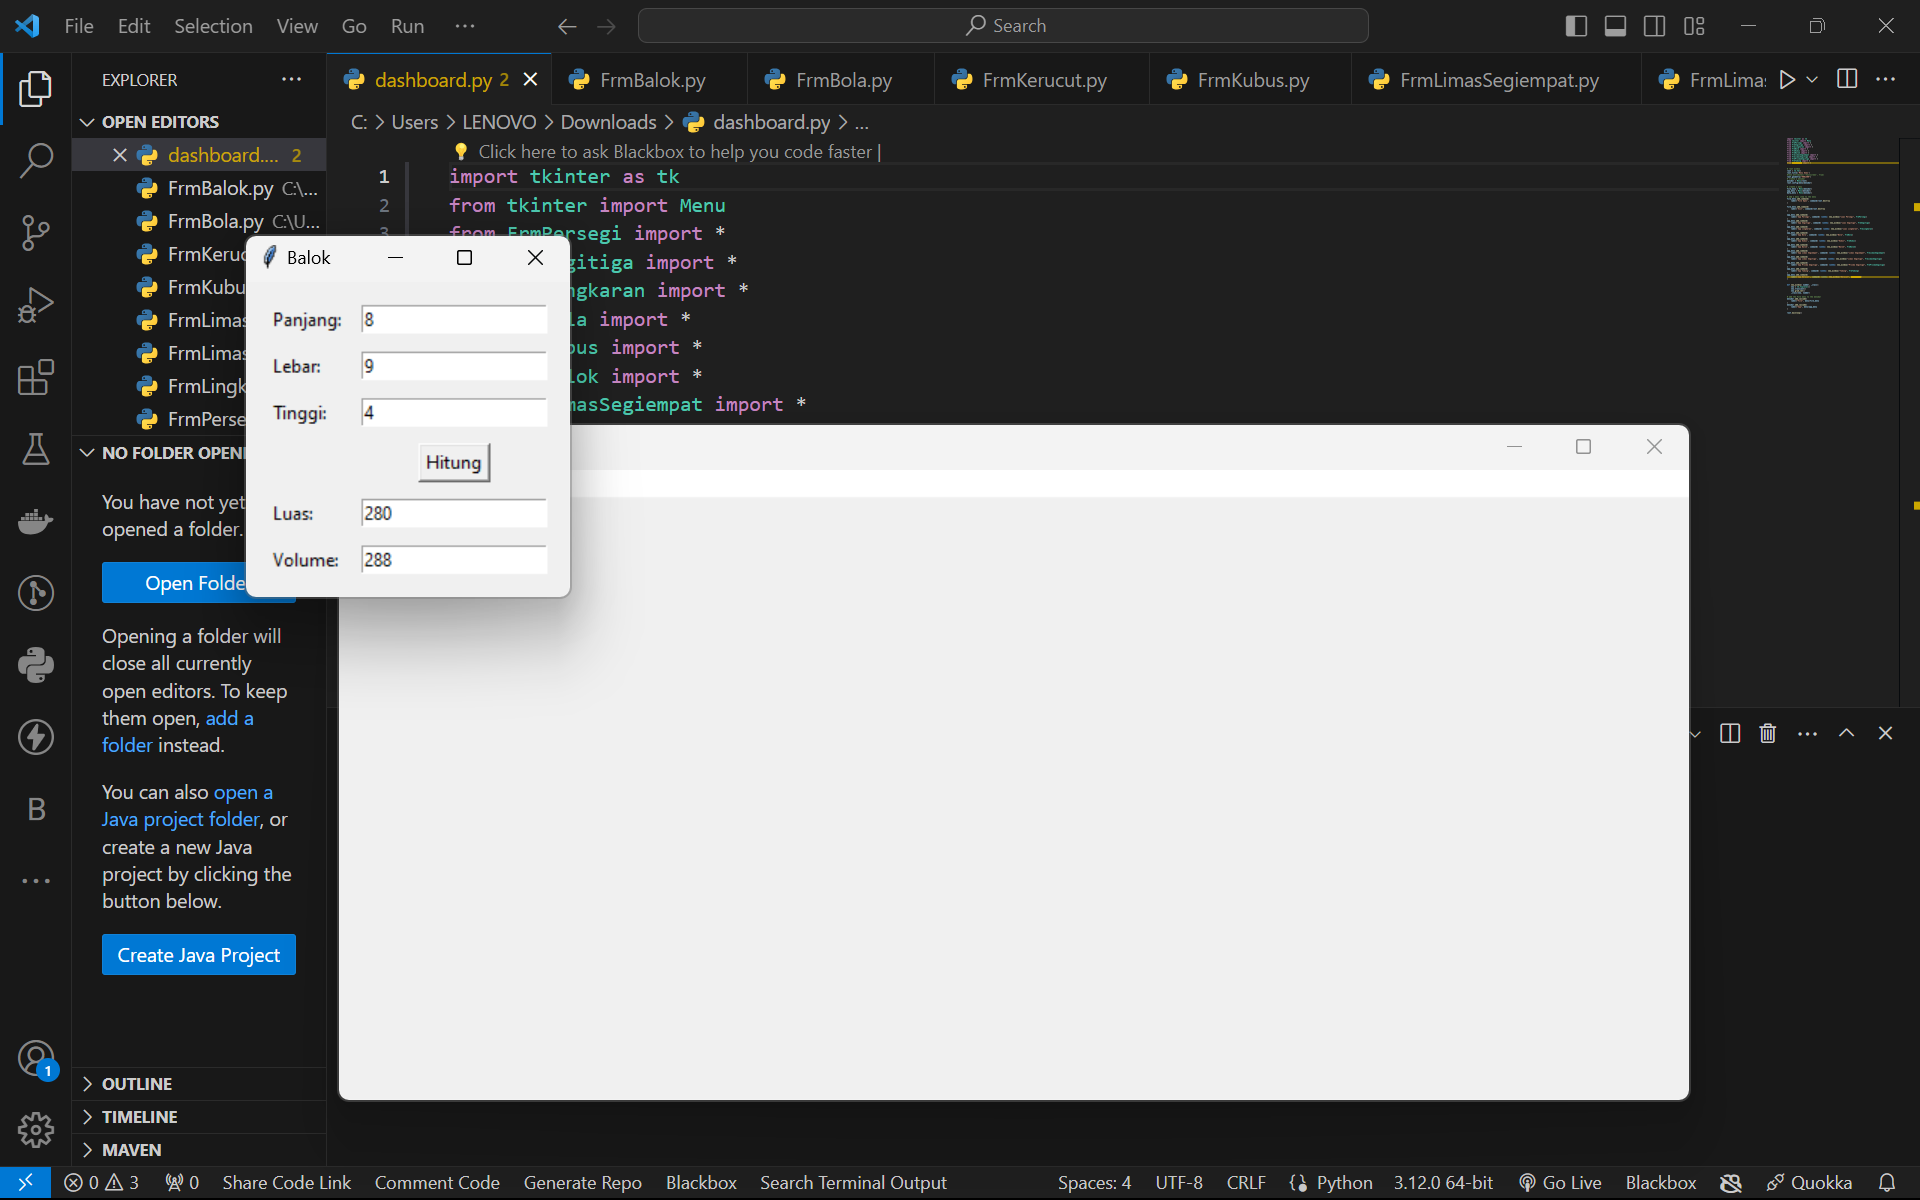 File Edit Selection View Go Run ...
Search
EXPLORER ...
dashboard.py 2
FrmBalok.py
FrmBola.py
FrmKerucut.py
FrmKubus.py
FrmLimasSegiempat.py
FrmLimas
OPEN EDITORS
dashboard.... 2
FrmBalok.py C:\...
FrmBola.py C:\U...
FrmKeruc
FrmKubu
FrmLimas
FrmLimas
FrmLingk
FrmPerse
C: > Users > LENOVO > Downloads > dashboard.py > ...
Click here to ask Blackbox to help you code faster |
1 import tkinter as tk
2 from tkinter import Menu
3 from FrmPersegi import *
gitiga import *
ngkaran import *
la import *
bus import *
lok import *
masSegiempat import *
Balok
Panjang: 8
Lebar: 9
Tinggi: 4
Hitung
Luas: 280
Volume: 288
NO FOLDER OPEN
You have not yet
opened a folder.
Open Folde
Opening a folder will
close all currently
open editors. To keep
them open, add a
folder instead.
You can also open a
Java project folder, or
create a new Java
project by clicking the
button below.
Create Java Project
B
1
OUTLINE
TIMELINE
MAVEN
0 3 0 Share Code Link Comment Code Generate Repo Blackbox Search Terminal Output Spaces: 4 UTF-8 CRLF {} Python 3.12.0 64-bit Go Live Blackbox Quokka